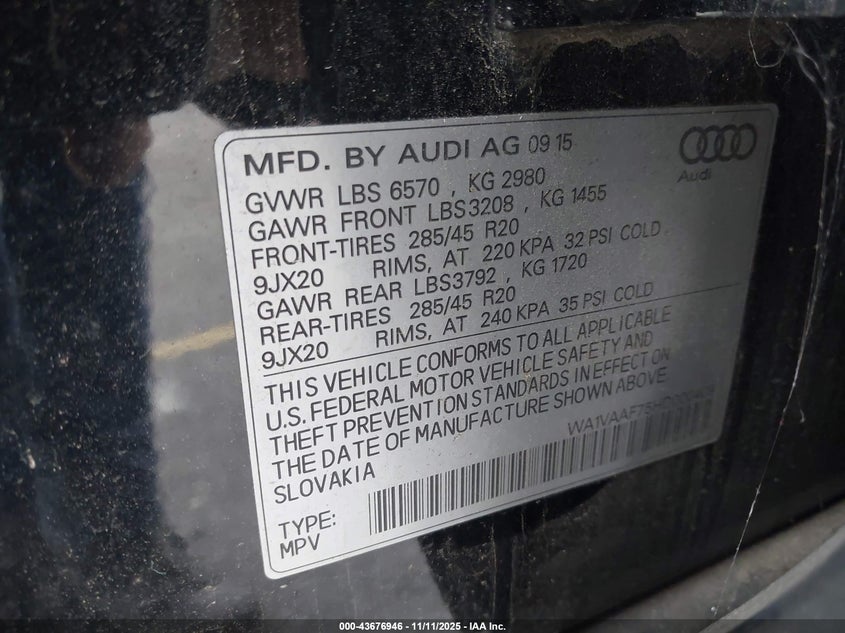 MFD. BY AUDI AG 09 15
Audi
GVWR LBS 6570 , KG 2980
GAWR FRONT LBS3208 , KG 1455
FRONT-TIRES 285/45 R20
9JX20 RIMS, AT 220 KPA 32 PSI COLD
GAWR REAR LBS3792 , KG 1720
REAR-TIRES 285/45 R20
9JX20 RIMS, AT 240 KPA 35 PSI COLD
THIS VEHICLE CONFORMS TO ALL APPLICABLE
U.S. FEDERAL MOTOR VEHICLE SAFETY AND
THEFT PREVENTION STANDARDS IN EFFECT ON
THE DATE OF MANUFACTURE SHOWN ABOVE
SLOVAKIA
TYPE:
MPV
000-43676946 - 11/11/2025 - IAA Inc.